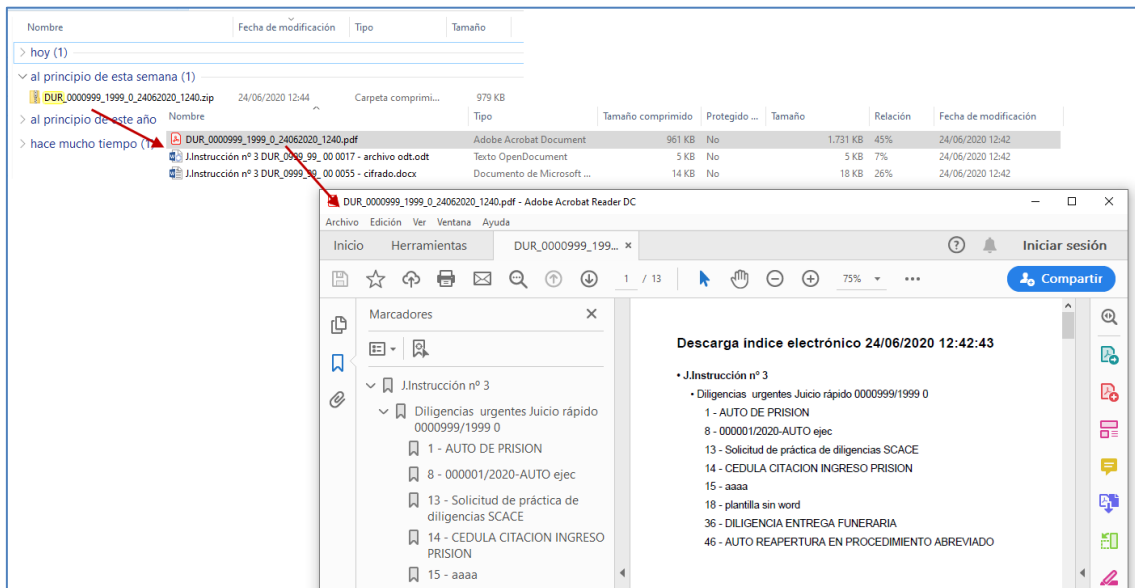 Nombre Fecha de modificación Tipo Tamaño
hoy (1)
al principio de esta semana (1)
DUR_0000999_1999_0_24062020_1240.zip 24/06/2020 12:44 Carpeta comprimi... 979 KB
al principio de este año
hace mucho tiempo
Nombre Tipo Tamaño comprimido Protegido ... Tamaño Relación Fecha de modificación
DUR_0000999_1999_0_24062020_1240.pdf Adobe Acrobat Document 961 KB No 1.731 KB 45% 24/06/2020 12:42
J.Instrucción nº 3 DUR_0999_99_ 00 0017 - archivo odt.odt Texto OpenDocument 5 KB No 5 KB 7% 24/06/2020 12:42
J.Instrucción nº 3 DUR_0999_99_ 00 0055 - cifrado.docx Documento de Microsoft ... 14 KB No 18 KB 26% 24/06/2020 12:42
DUR_0000999_1999_0_24062020_1240.pdf - Adobe Acrobat Reader DC
Archivo Edición Ver Ventana Ayuda
Inicio Herramientas DUR_0000999_199... × Iniciar sesión
1 / 13 75% Compartir
Marcadores
J.Instrucción nº 3
Diligencias urgentes Juicio rápido
0000999/1999 0
1 - AUTO DE PRISION
8 - 000001/2020-AUTO ejec
13 - Solicitud de práctica de
diligencias SCACE
14 - CEDULA CITACION INGRESO
PRISION
15 - aaaa
Descarga índice electrónico 24/06/2020 12:42:43
• J.Instrucción nº 3
• Diligencias urgentes Juicio rápido 0000999/1999 0
1 - AUTO DE PRISION
8 - 000001/2020-AUTO ejec
13 - Solicitud de práctica de diligencias SCACE
14 - CEDULA CITACION INGRESO PRISION
15 - aaaa
18 - plantilla sin word
36 - DILIGENCIA ENTREGA FUNERARIA
46 - AUTO REAPERTURA EN PROCEDIMIENTO ABREVIADO